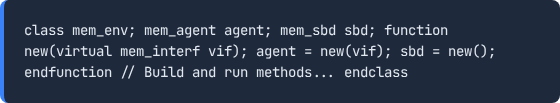 class mem_env; mem_agent agent; mem_sbd sbd; function
new(virtual mem_interf vif); agent = new(vif); sbd = new();
endfunction // Build and run methods... endclass